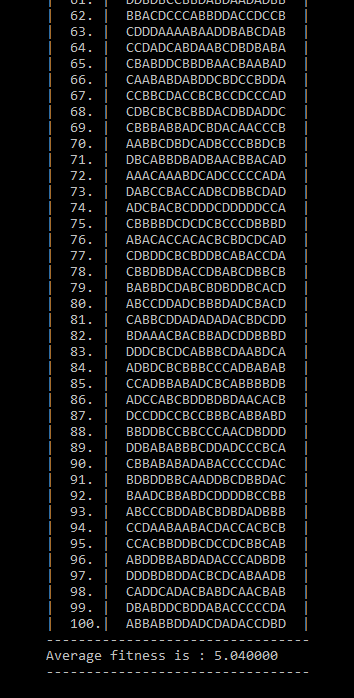 | 62. | BBACDCCCABBDDACCDCCB |
| 63. | CDDDAAAABAADDBABCDAB |
| 64. | CCDADCABDAABCDBDBABA |
| 65. | CBABDDCBBDBAACBAABAD |
| 66. | CAABABDABDDCBDCCBDDA |
| 67. | CCBBCDACCBCBCCDCCCAD |
| 68. | CDBCBCBCBBDACDBDADDC |
| 69. | CBBBABBADCBDACAACCCB |
| 70. | AABBCDBDCADBCCCBBDCB |
| 71. | DBCABBDBADBAACBBACAD |
| 72. | AAACAAABDCADCCCCCADA |
| 73. | DABCCBACCADBCDBBCDAD |
| 74. | ADCBACBCDDDCDDDDDCCA |
| 75. | CBBBBDCDCDCBCCCDBBBD |
| 76. | ABACACCACACBCBDCDCAD |
| 77. | CDBDDCBCBDDBCABACCDA |
| 78. | CBBDBDBACCDBABCDBBCB |
| 79. | BABBDCDABCBDBDDBCACD |
| 80. | ABCCDDADCBBBDADCBACD |
| 81. | CABBCDDADADADACBDCDD |
| 82. | BDAAACBACBBADCDDBBBD |
| 83. | DDDCBCDCABBBCDAABDCA |
| 84. | ADBDCBCBBBCCCADBABAB |
| 85. | CCADBBABADCBCABBBBDB |
| 86. | ADCCABCBDDBDBDAACACB |
| 87. | DCCDDCCBCCBBBCABBABD |
| 88. | BBDDBCCBBCCCAACDBDDD |
| 89. | DDBABABBBCDDADCCCBCA |
| 90. | CBBABABADABACCCCCDAC |
| 91. | BDBDDBBCAADDBCDBBDAC |
| 92. | BAADCBBABDCDDDDBCCBB |
| 93. | ABCCCBDDABCBDBDADBBB |
| 94. | CCDAABAABACDACCACBCB |
| 95. | CCACBBDDBCDCCDCBBCAB |
| 96. | ABDDBBABDADACCCADBDB |
| 97. | DDDBDBDDACBCDCABAADB |
| 98. | CADDCADACBABDCAACBAB |
| 99. | DBABDDCBDDABACCCCCDA |
| 100.| ABBABBDDADCDADACCDBD |
---------------------------------
Average fitness is : 5.040000
---------------------------------